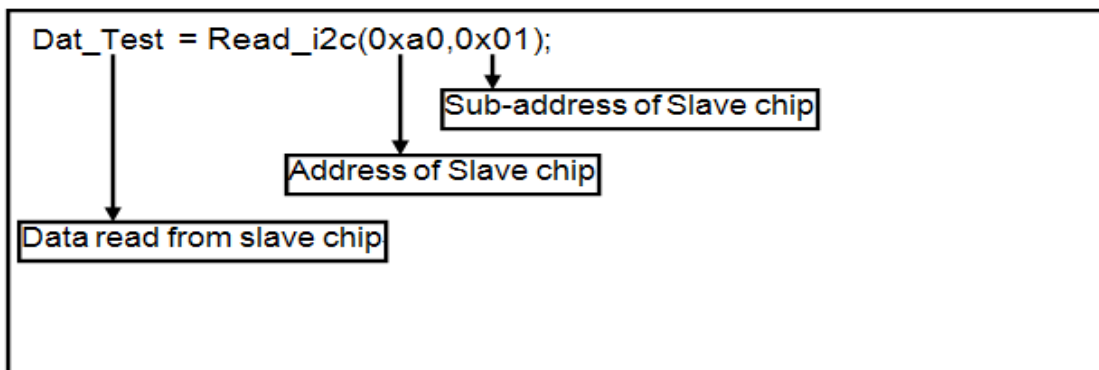 Dat_Test = Read_i2c(0xa0,0x01);
Sub-address of Slave chip
Address of Slave chip
Data read from slave chip